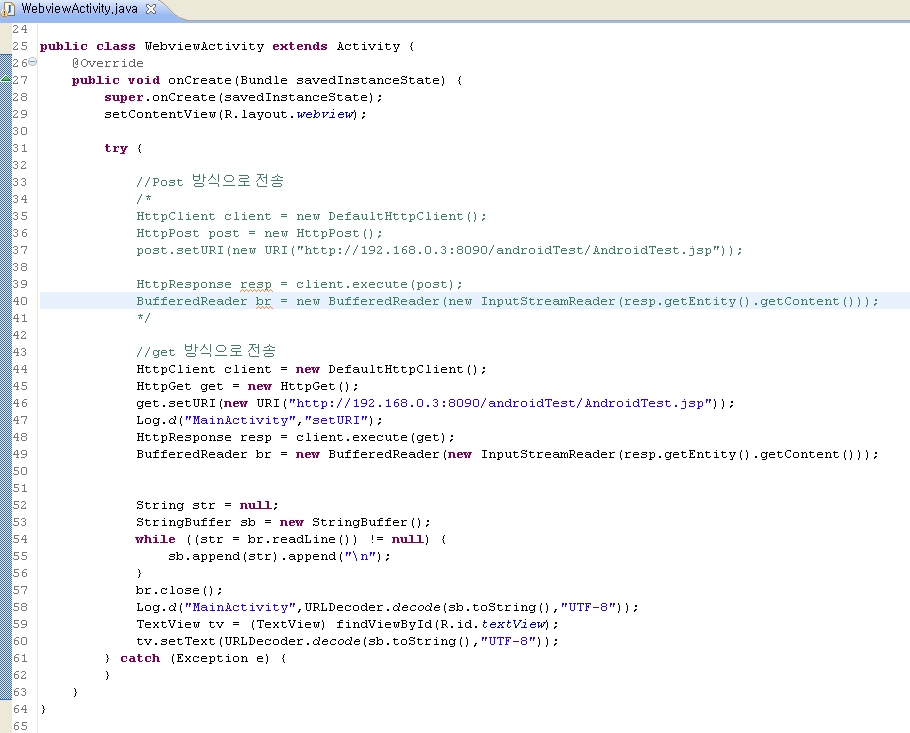 WebviewActivity.java
24
25 public class WebviewActivity extends Activity {
26 @Override
27 public void onCreate(Bundle savedInstanceState) {
28 super.onCreate(savedInstanceState);
29 setContentView(R.layout.webview);
30
31 try {
32
33 //Post 방식으로 전송
34 /*
35 HttpClient client = new DefaultHttpClient();
36 HttpPost post = new HttpPost();
37 post.setURI(new URI("http://192.168.0.3:8090/androidTest/AndroidTest.jsp"));
38
39 HttpResponse resp = client.execute(post);
40 BufferedReader br = new BufferedReader(new InputStreamReader(resp.getEntity().getContent()));
41 */
42
43 //get 방식으로 전송
44 HttpClient client = new DefaultHttpClient();
45 HttpGet get = new HttpGet();
46 get.setURI(new URI("http://192.168.0.3:8090/androidTest/AndroidTest.jsp"));
47 Log.d("MainActivity","setURI");
48 HttpResponse resp = client.execute(get);
49 BufferedReader br = new BufferedReader(new InputStreamReader(resp.getEntity().getContent()));
50
51
52 String str = null;
53 StringBuffer sb = new StringBuffer();
54 while ((str = br.readLine()) != null) {
55 sb.append(str).append("\n");
56 }
57 br.close();
58 Log.d("MainActivity",URLDecoder.decode(sb.toString(),"UTF-8"));
59 TextView tv = (TextView) findViewById(R.id.textView);
60 tv.setText(URLDecoder.decode(sb.toString(),"UTF-8"));
61 } catch (Exception e) {
62 }
63 }
64 }
65